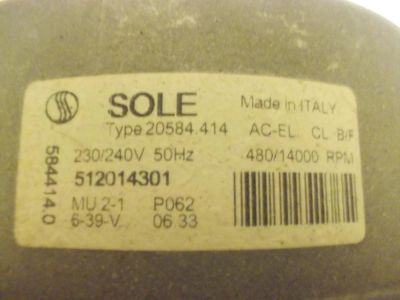 SOLE Made in ITALY
Type 20584.414 AC-EL. CL. B/F
230/240V 50Hz 480/14000 RPM
512014301
MU 2-1 P062
6-39-V 06 33
584414.0